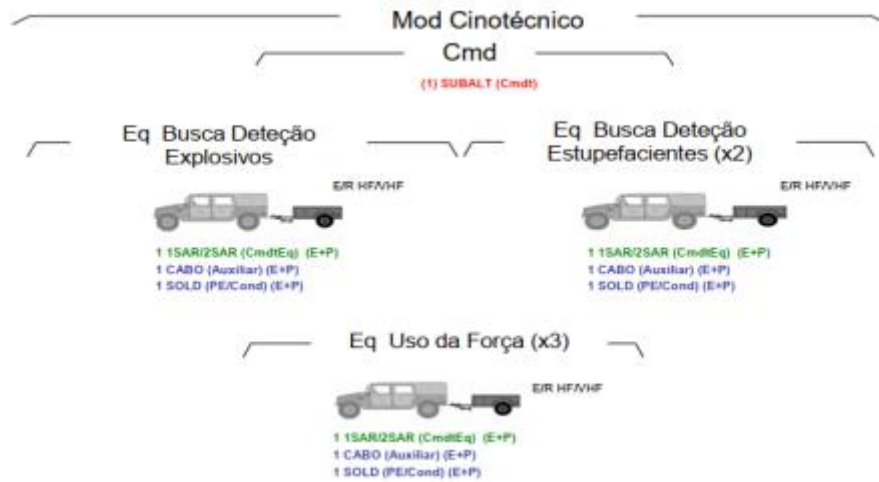 Mod Cinotécnico
Cmd
(1) SUBALT (Cmdt)
Eq Busca Deteção
Explosivos
E/R HF/VHF
1 1SAR/2SAR (CmdtEq) (E+P)
1 CABO (Auxiliar) (E+P)
1 SOLD (PE/Cond) (E+P)
Eq Busca Deteção
Estupefacientes (x2)
E/R HF/VHF
1 1SAR/2SAR (CmdtEq) (E+P)
1 CABO (Auxiliar) (E+P)
1 SOLD (PE/Cond) (E+P)
Eq Uso da Força (x3)
E/R HF/VHF
1 1SAR/2SAR (CmdtEq) (E+P)
1 CABO (Auxiliar) (E+P)
1 SOLD (PE/Cond) (E+P)